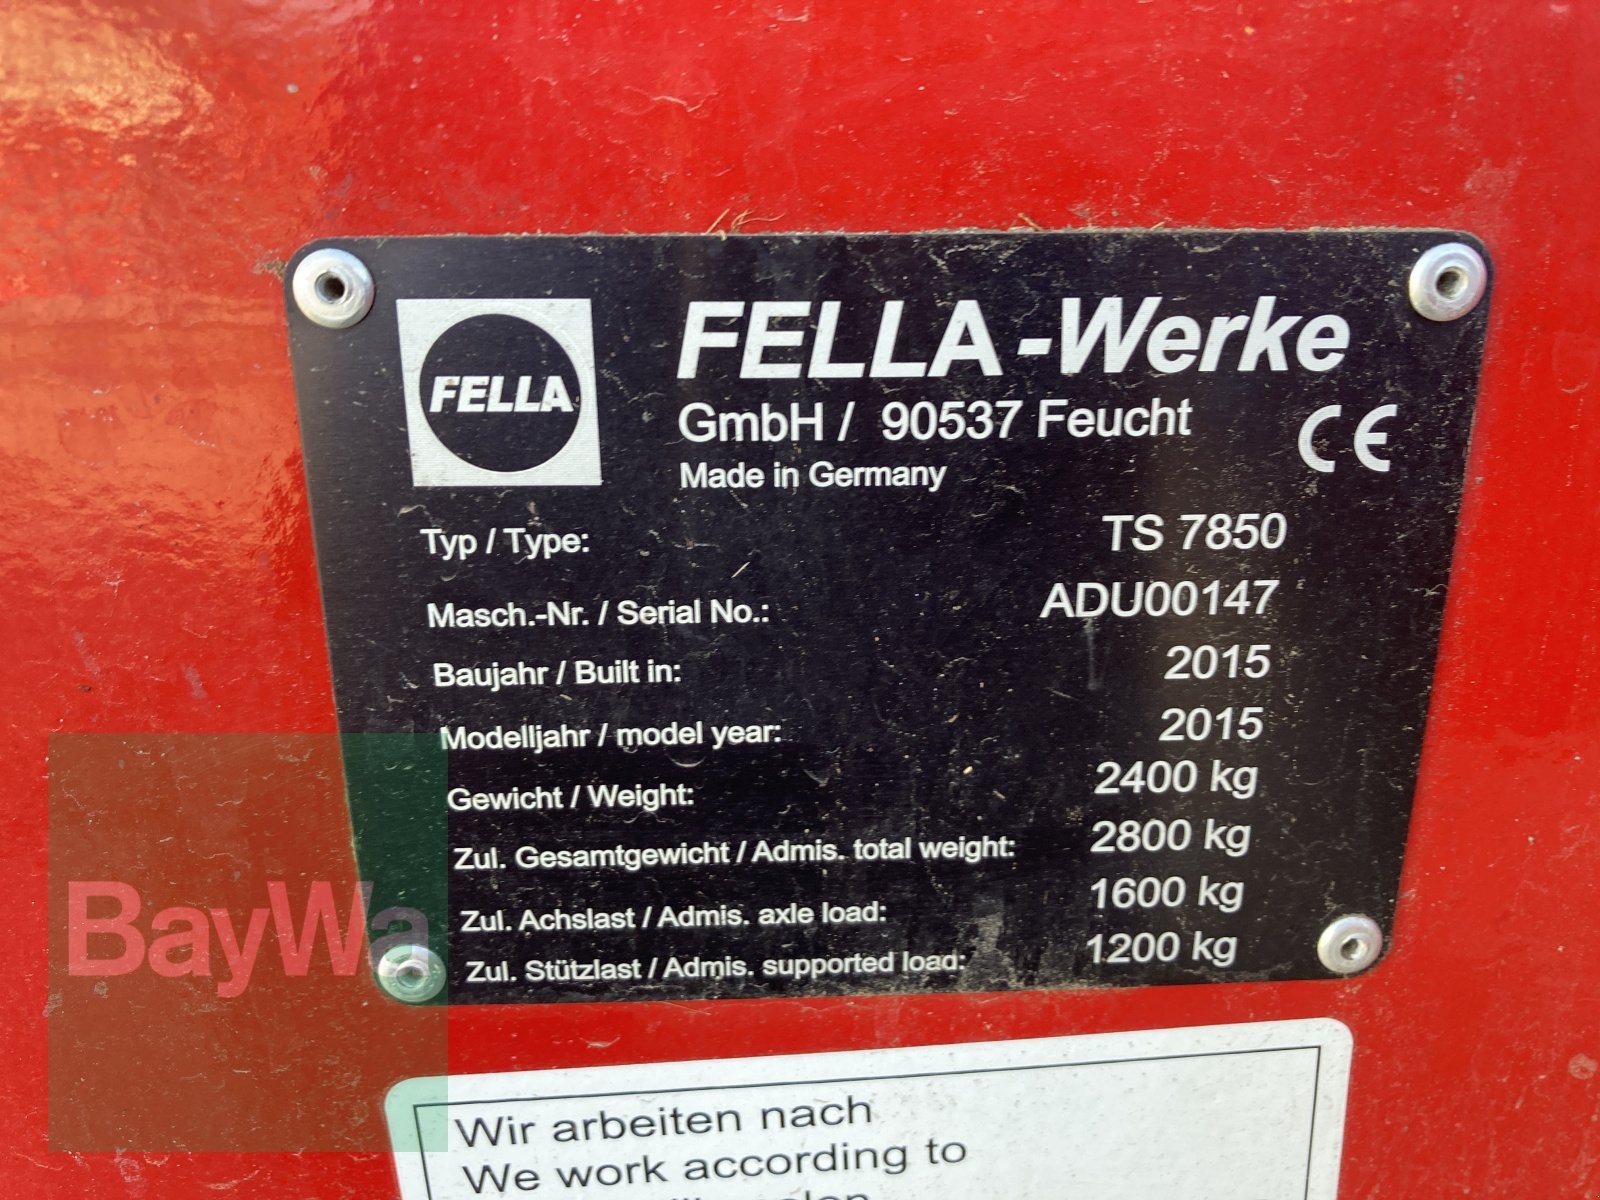 FELLA
FELLA-Werke
GmbH / 90537 Feucht
Made in Germany
CE
Typ / Type: TS 7850
Masch.-Nr. / Serial No.: ADU00147
Baujahr / Built in: 2015
Modelljahr / model year: 2015
Gewicht / Weight: 2400 kg
Zul. Gesamtgewicht / Admis. total weight: 2800 kg
Zul. Achslast / Admis. axle load: 1600 kg
Zul. Stützlast / Admis. supported load: 1200 kg
BayWa
Wir arbeiten nach
We work according to